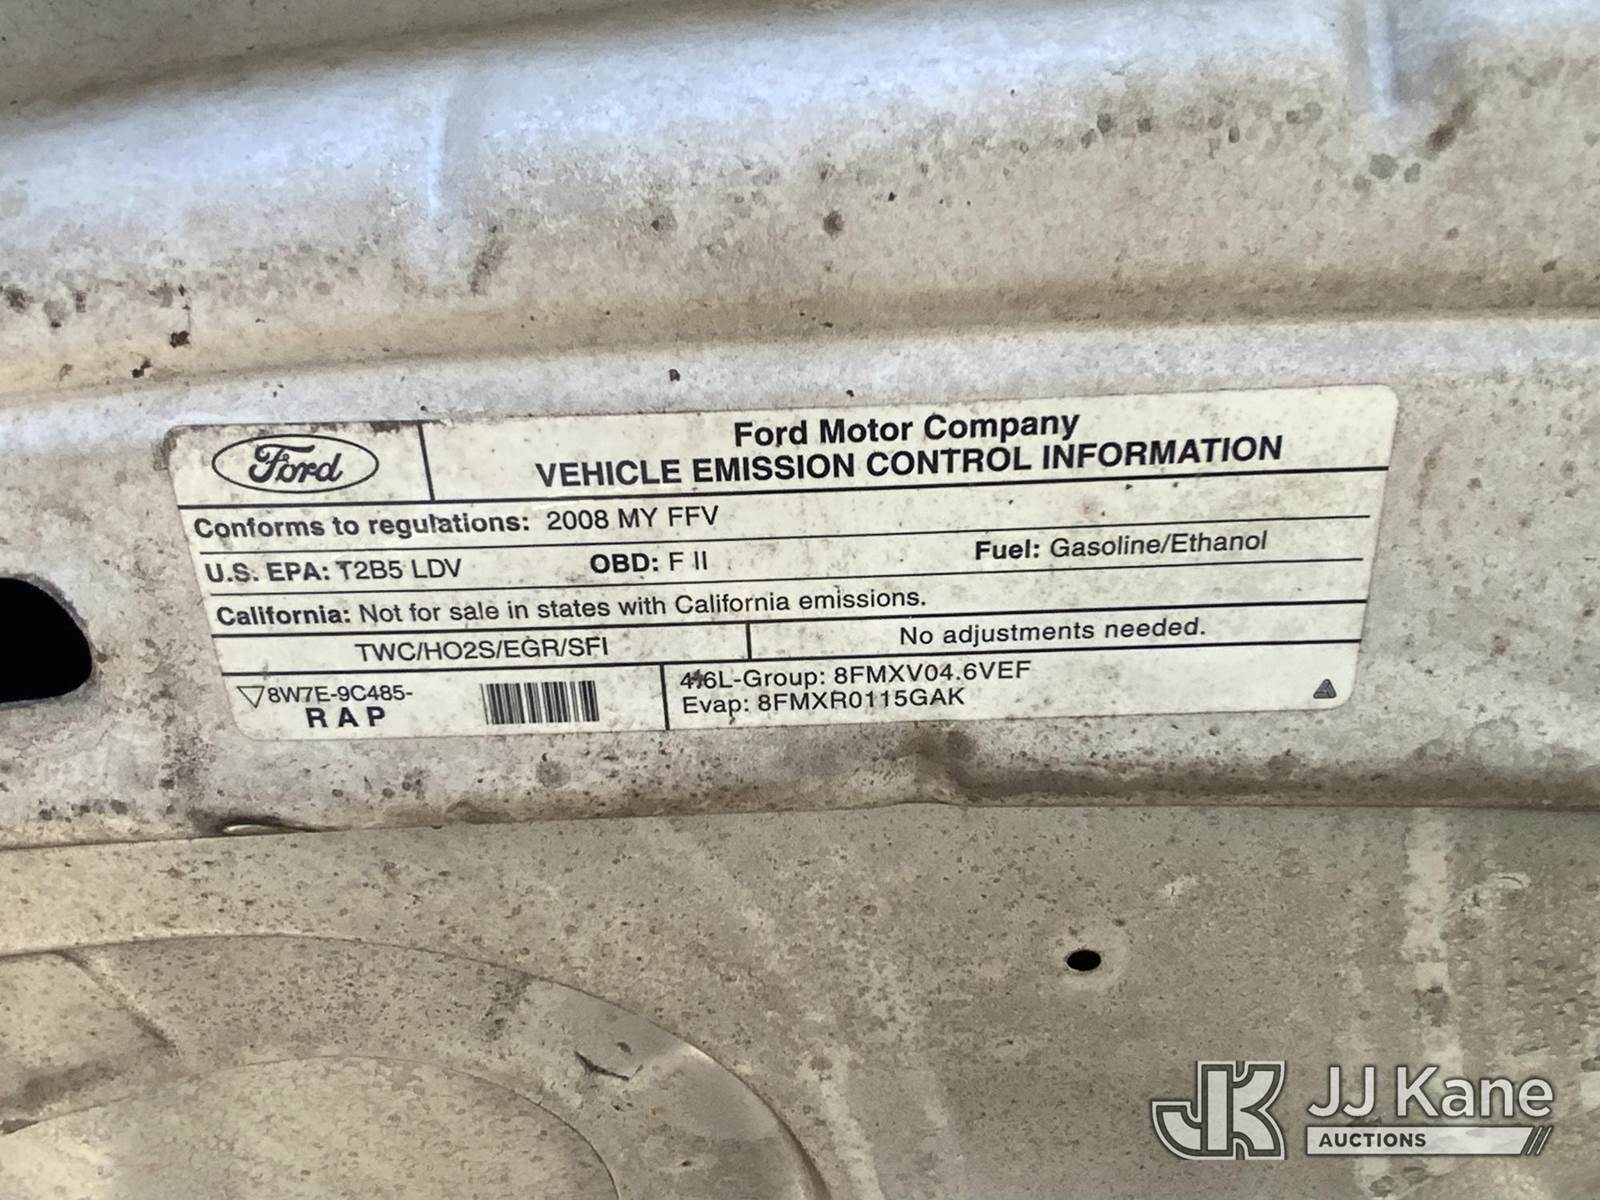 Ford
Ford Motor Company
VEHICLE EMISSION CONTROL INFORMATION
Conforms to regulations: 2008 MY FFV
U.S. EPA: T2B5 LDV OBD: F II Fuel: Gasoline/Ethanol
California: Not for sale in states with California emissions.
TWC/HO2S/EGR/SFI No adjustments needed.
8W7E-9C485-
RAP
4.6L-Group: 8FMXV04.6VEF
Evap: 8FMXR0115GAK
JK JJ Kane
AUCTIONS